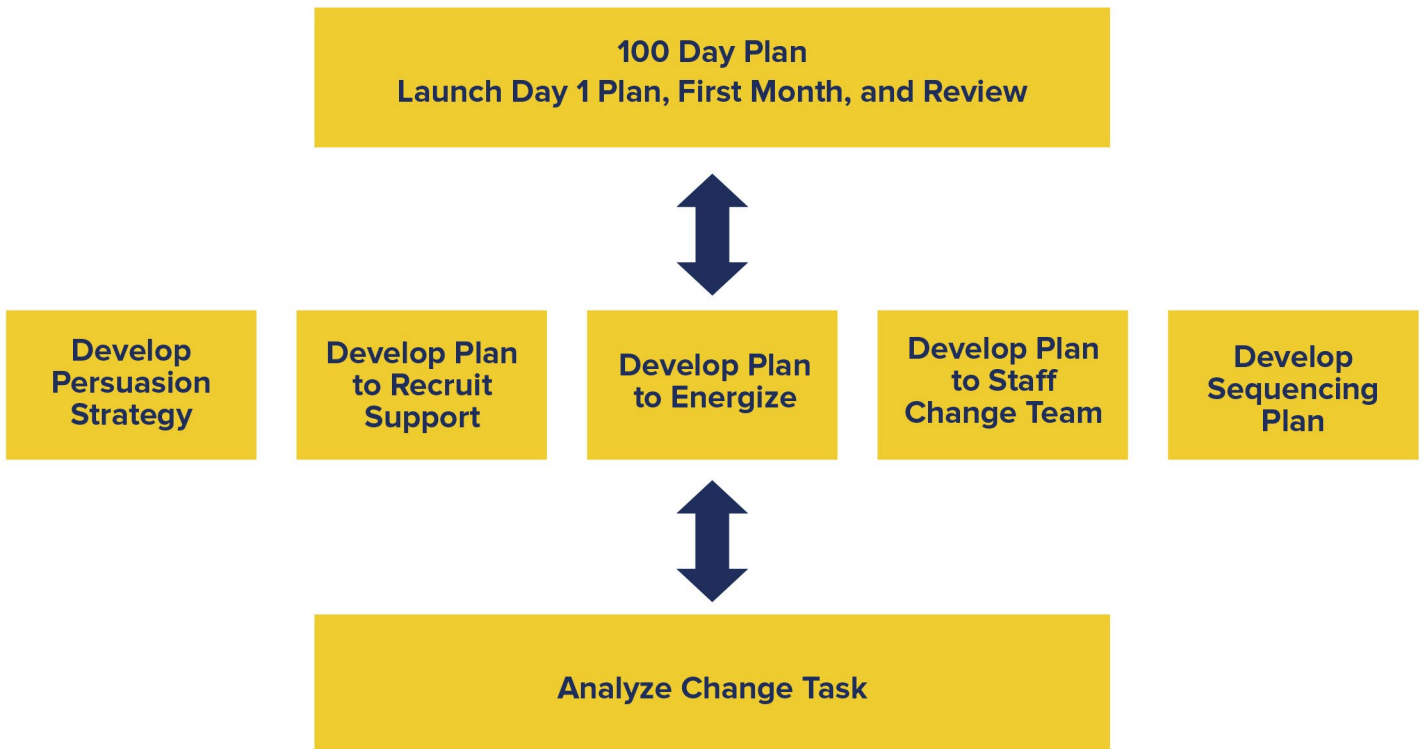 100 Day Plan
Launch Day 1 Plan, First Month, and Review
Develop
Persuasion
Strategy
Develop Plan
to Recruit
Support
Develop Plan
to Energize
Develop Plan
to Staff
Change Team
Develop
Sequencing
Plan
Analyze Change Task